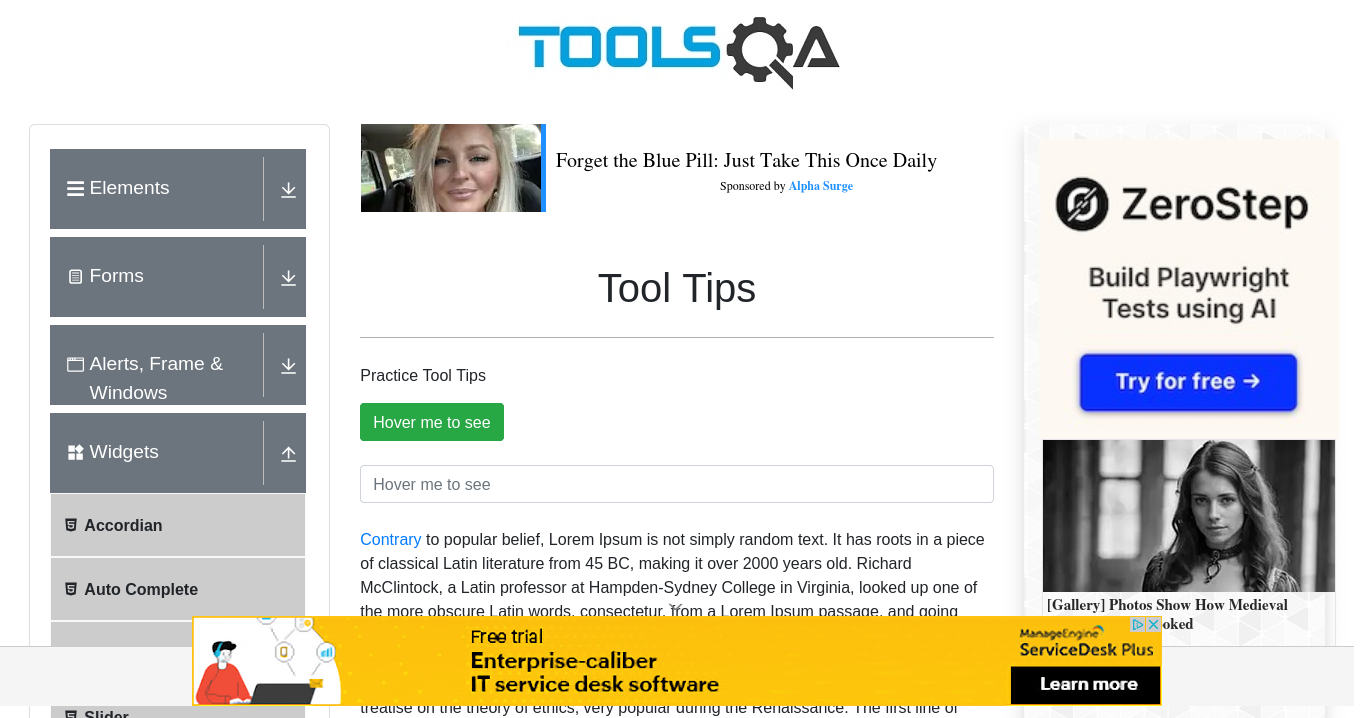 TOOLSQA
Elements
Forms
Alerts, Frame &
Windows
Widgets
Accordian
Auto Complete
Slider
Forget the Blue Pill: Just Take This Once Daily
Sponsored by Alpha Surge
Tool Tips
Practice Tool Tips
Hover me to see
Hover me to see
Contrary to popular belief, Lorem Ipsum is not simply random text. It has roots in a piece
of classical Latin literature from 45 BC, making it over 2000 years old. Richard
McClintock, a Latin professor at Hampden-Sydney College in Virginia, looked up one of
the more obscure Latin words, consectetur, from a Lorem Ipsum passage, and going
treatise on the theory of ethics, very popular during the Renaissance. The first line of
ZeroStep
Build Playwright
Tests using AI
Try for free →
[Gallery] Photos Show How Medieval
Free trial
Enterprise-caliber
IT service desk software
ManageEngine
ServiceDesk Plus
Learn more